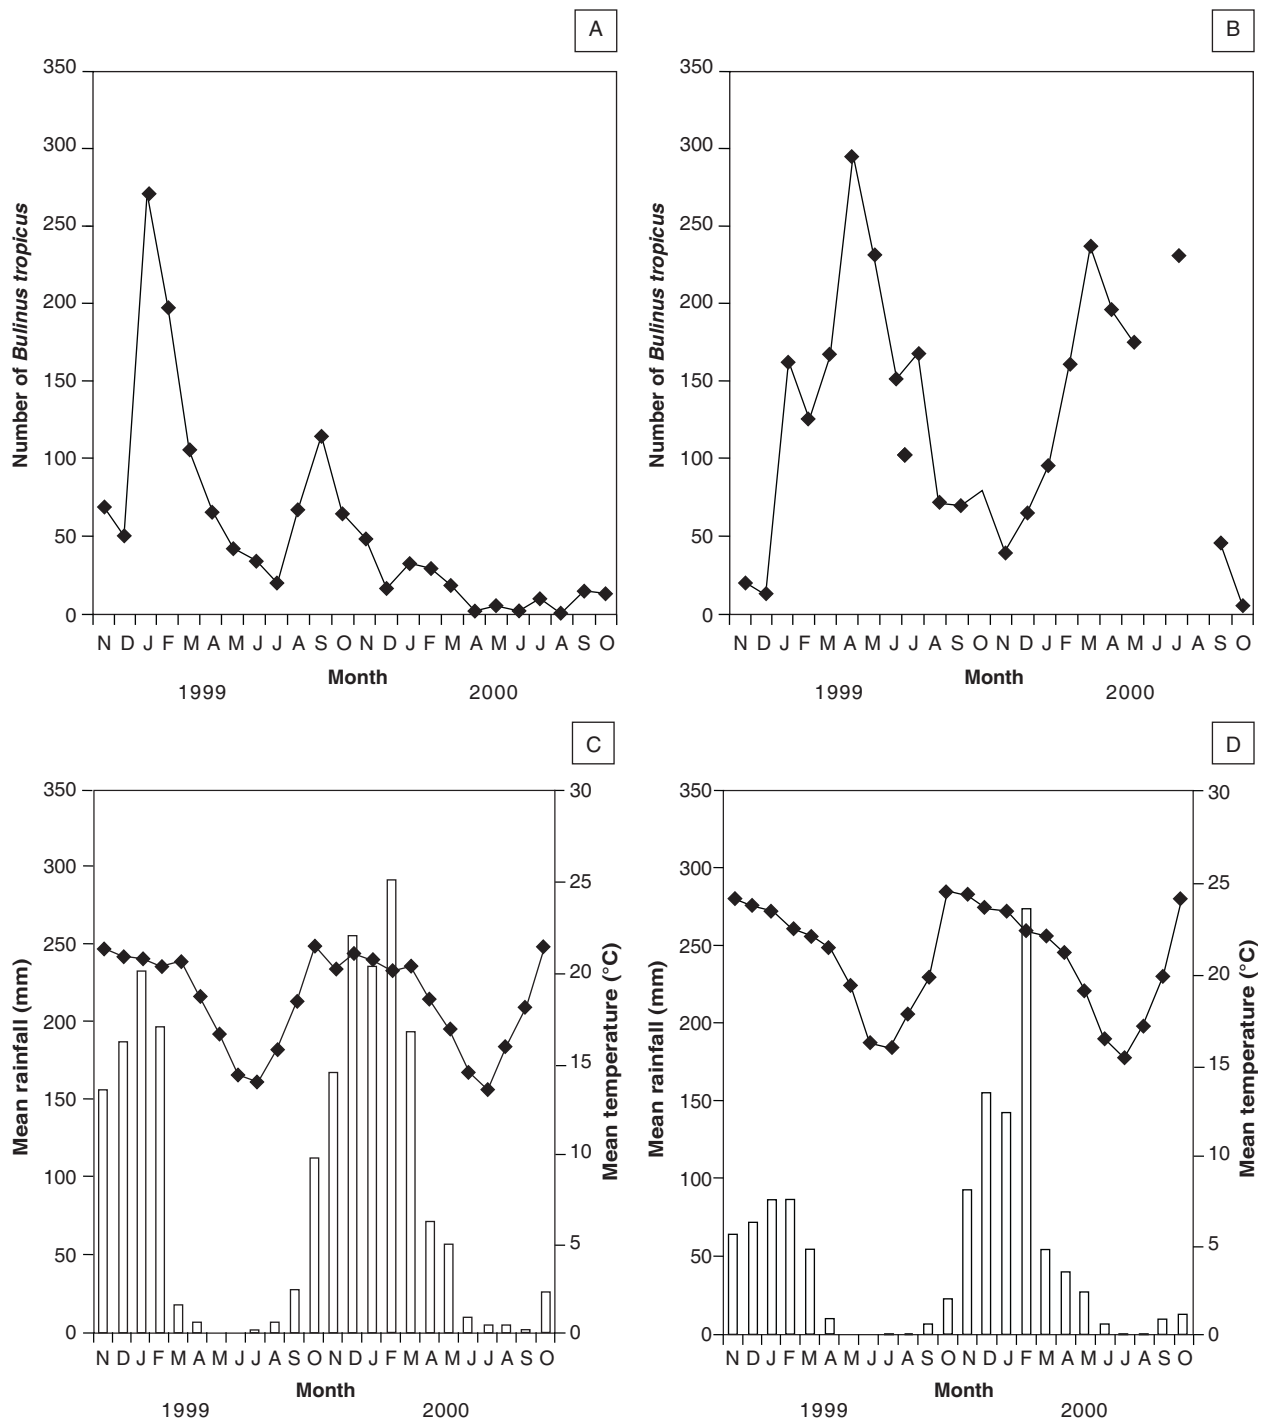 A
350
300
250
200
150
100
50
0
Number of Bulinus tropicus
N D J F M A M J J A S O N D J F M A M J J A S O
Month
1999 2000
B
350
300
250
200
150
100
50
0
Number of Bulinus tropicus
N D J F M A M J J A S O N D J F M A M J J A S O
Month
1999 2000
C
350
300
250
200
150
100
50
0
Mean rainfall (mm)
30
25
20
15
10
5
0
Mean temperature (°C)
N D J F M A M J J A S O N D J F M A M J J A S O
Month
1999 2000
D
350
300
250
200
150
100
50
0
Mean rainfall (mm)
30
25
20
15
10
5
0
Mean temperature (°C)
N D J F M A M J J A S O N D J F M A M J J A S O
Month
1999 2000